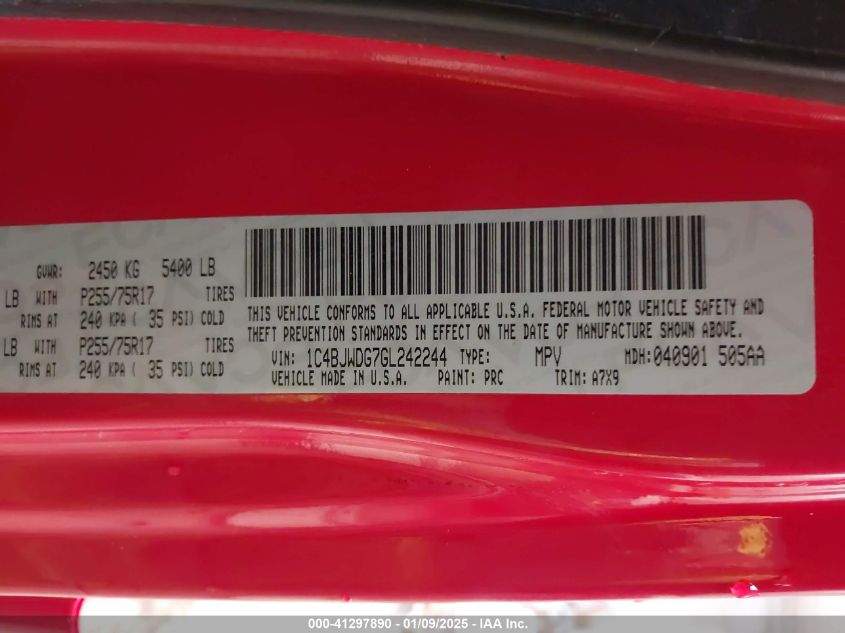 GVWR: 2450 KG 5400 LB
LB WITH P255/75R17 TIRES
RIMS AT 240 KPA ( 35 PSI) COLD
LB WITH P255/75R17 TIRES
RIMS AT 240 KPA ( 35 PSI) COLD
THIS VEHICLE CONFORMS TO ALL APPLICABLE U.S.A. FEDERAL MOTOR VEHICLE SAFETY AND
THEFT PREVENTION STANDARDS IN EFFECT ON THE DATE OF MANUFACTURE SHOWN ABOVE.
VIN: 1C4BJWDG7GL242244 TYPE: MPV MDH:040901 505AA
VEHICLE MADE IN U.S.A. PAINT: PRC TRIM: A7X9
000-41297890 - 01/09/2025 - IAA Inc.